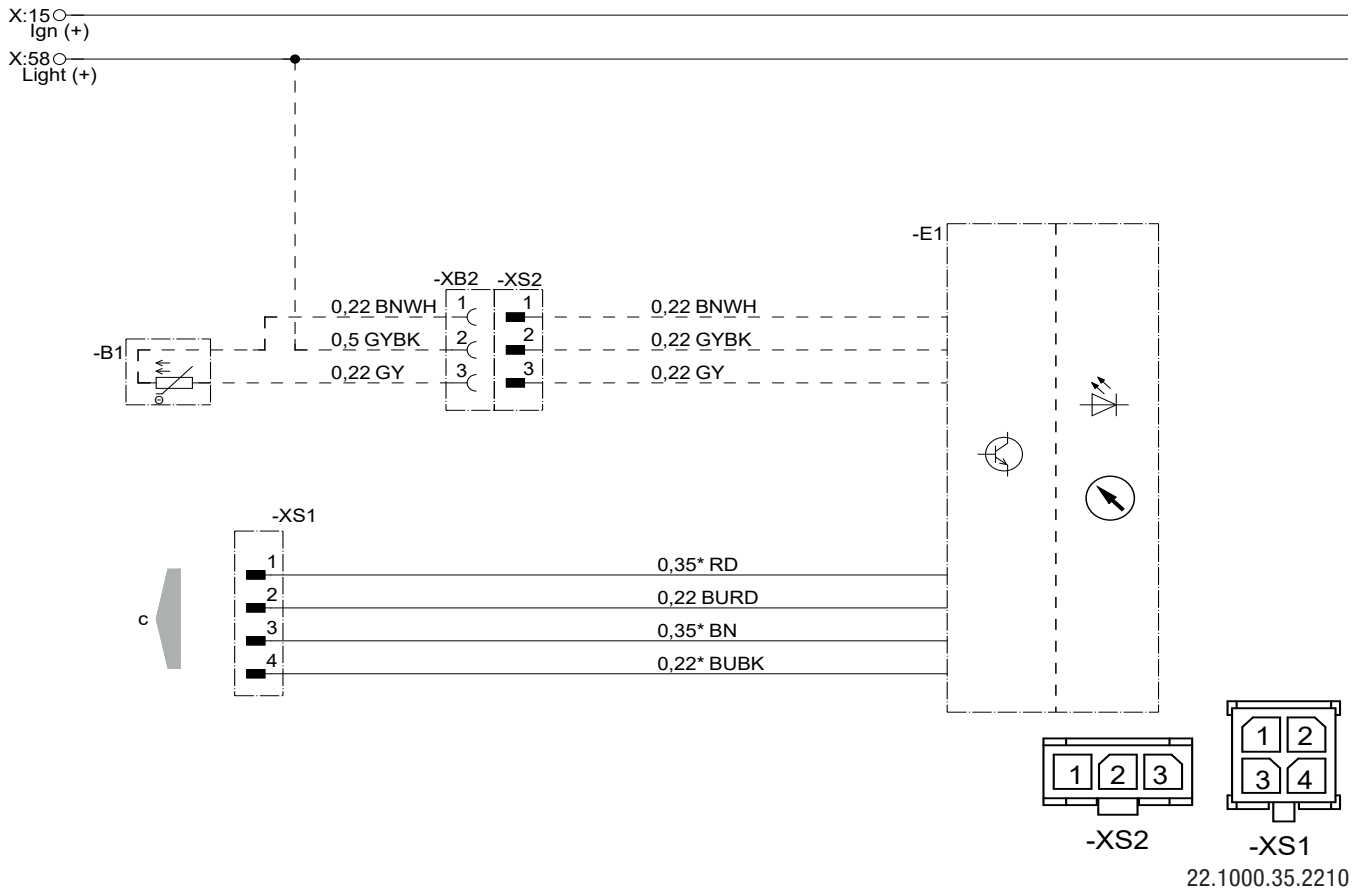 X:15
Ign (+)
X:58
Light (+)
-E1
-XB2 -XS2
0,22 BNWH 1 1 0,22 BNWH
0,5 GYBK 2 2 0,22 GYBK
-B1
0,22 GY 3 3 0,22 GY
Θ
-XS1
1 0,35* RD
2 0,22 BURD
c
3 0,35* BN
4 0,22* BUBK
1 2
1 2 3
3 4
-XS2
-XS1
22.1000.35.2210